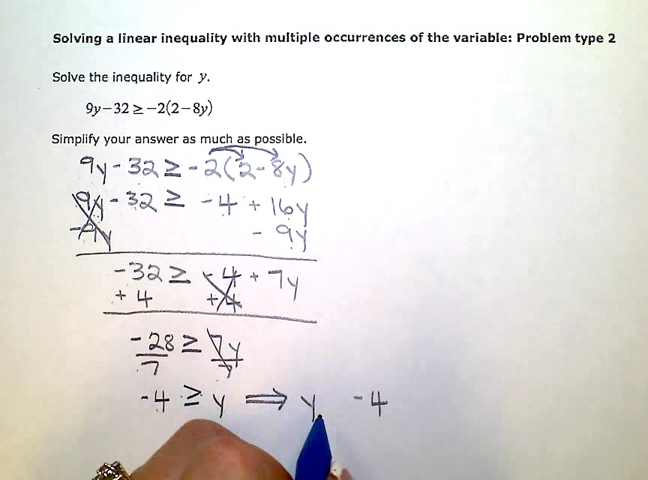 Solving a linear inequality with multiple occurrences of the variable: Problem type 2
Solve the inequality for y.
9y−32 ≥ −2(2−8y)
Simplify your answer as much as possible.
9y - 32 ≥ -2(2-8y)
9y - 32 ≥ -4 + 16y
-9y - 9y
-32 ≥ -4 + 7y
+ 4 +4
-28 ≥ 7y
7 7
-4 ≥ y ⟹ y -4